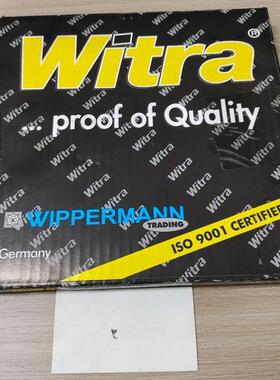 Witra®
... proof of Quality
WIPPERMANN
TRADING
ISO 9001 CERTIFIED
Germany